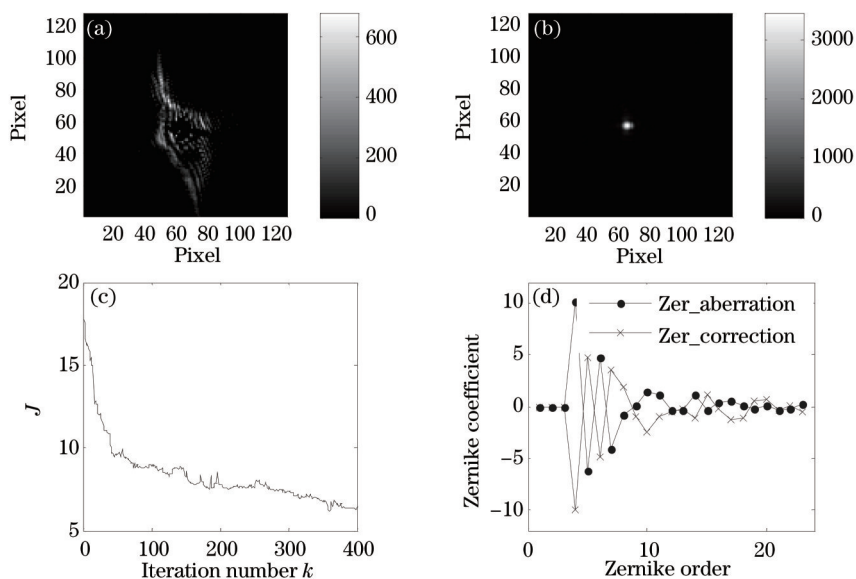 (a)
120
100
80
60
40
20
Pixel
20 40 60 80 100 120
Pixel
600
400
200
0
(b)
120
100
80
60
40
20
Pixel
20 40 60 80 100 120
Pixel
3000
2000
1000
0
(c)
20
15
10
5
J
0 100 200 300 400
Iteration number k
(d)
10
5
0
−5
−10
Zernike coefficient
Zer_aberration
Zer_correction
0 10 20
Zernike order